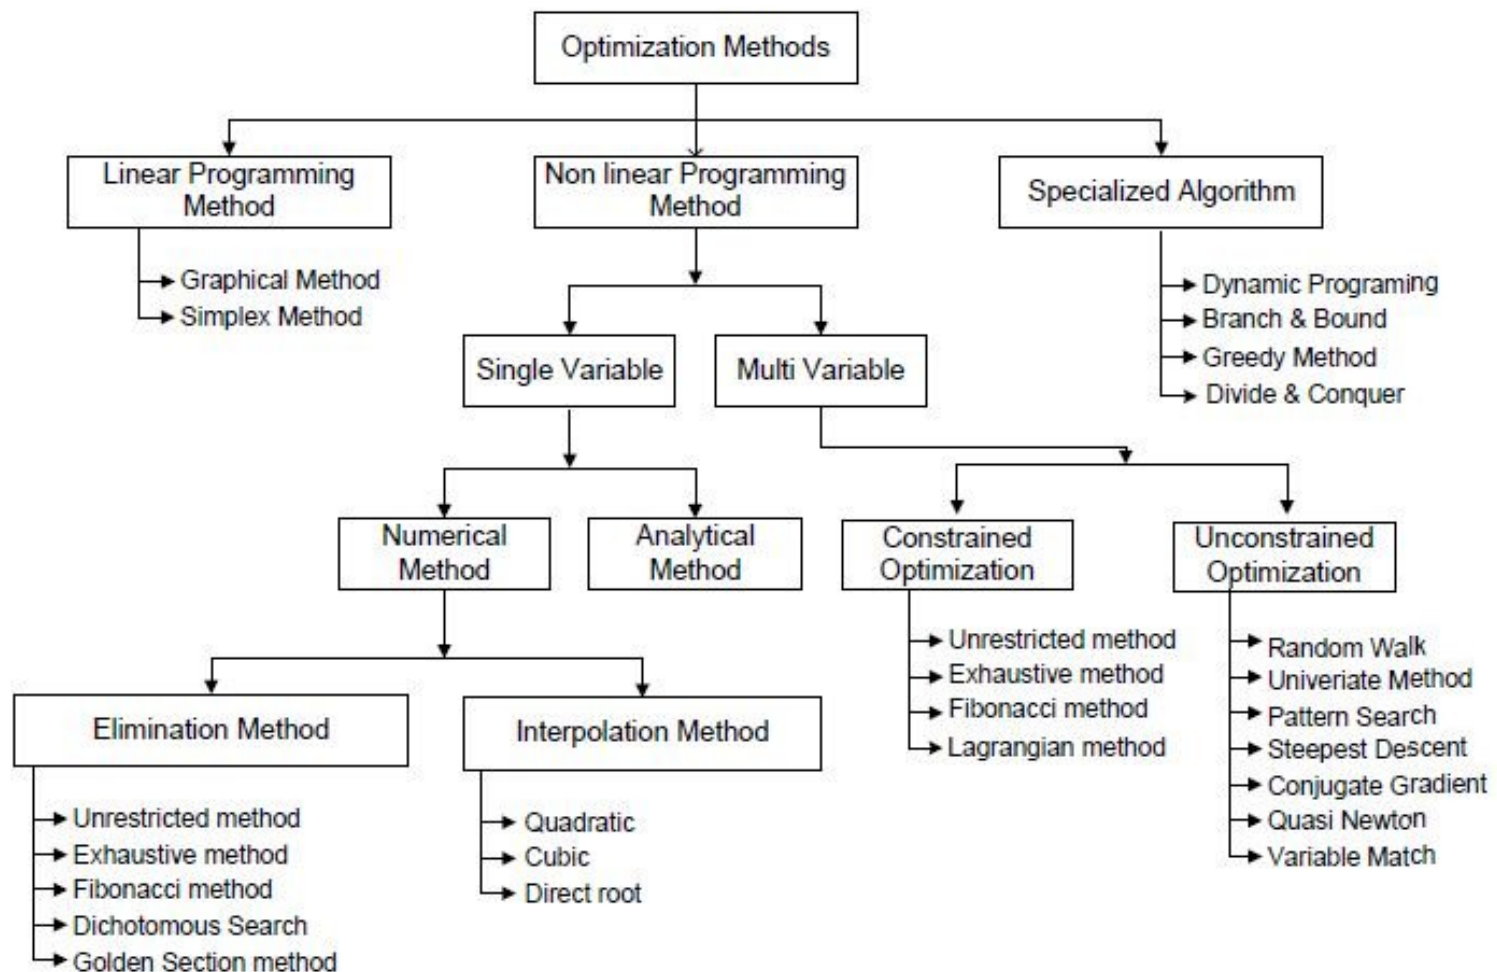 Optimization Methods
Linear Programming
Method
Non linear Programming
Method
Specialized Algorithm
Graphical Method
Simplex Method
Dynamic Programing
Branch & Bound
Greedy Method
Divide & Conquer
Single Variable
Multi Variable
Numerical
Method
Analytical
Method
Constrained
Optimization
Unconstrained
Optimization
Unrestricted method
Exhaustive method
Fibonacci method
Lagrangian method
Random Walk
Univeriate Method
Pattern Search
Steepest Descent
Conjugate Gradient
Quasi Newton
Variable Match
Elimination Method
Interpolation Method
Unrestricted method
Exhaustive method
Fibonacci method
Dichotomous Search
Golden Section method
Quadratic
Cubic
Direct root